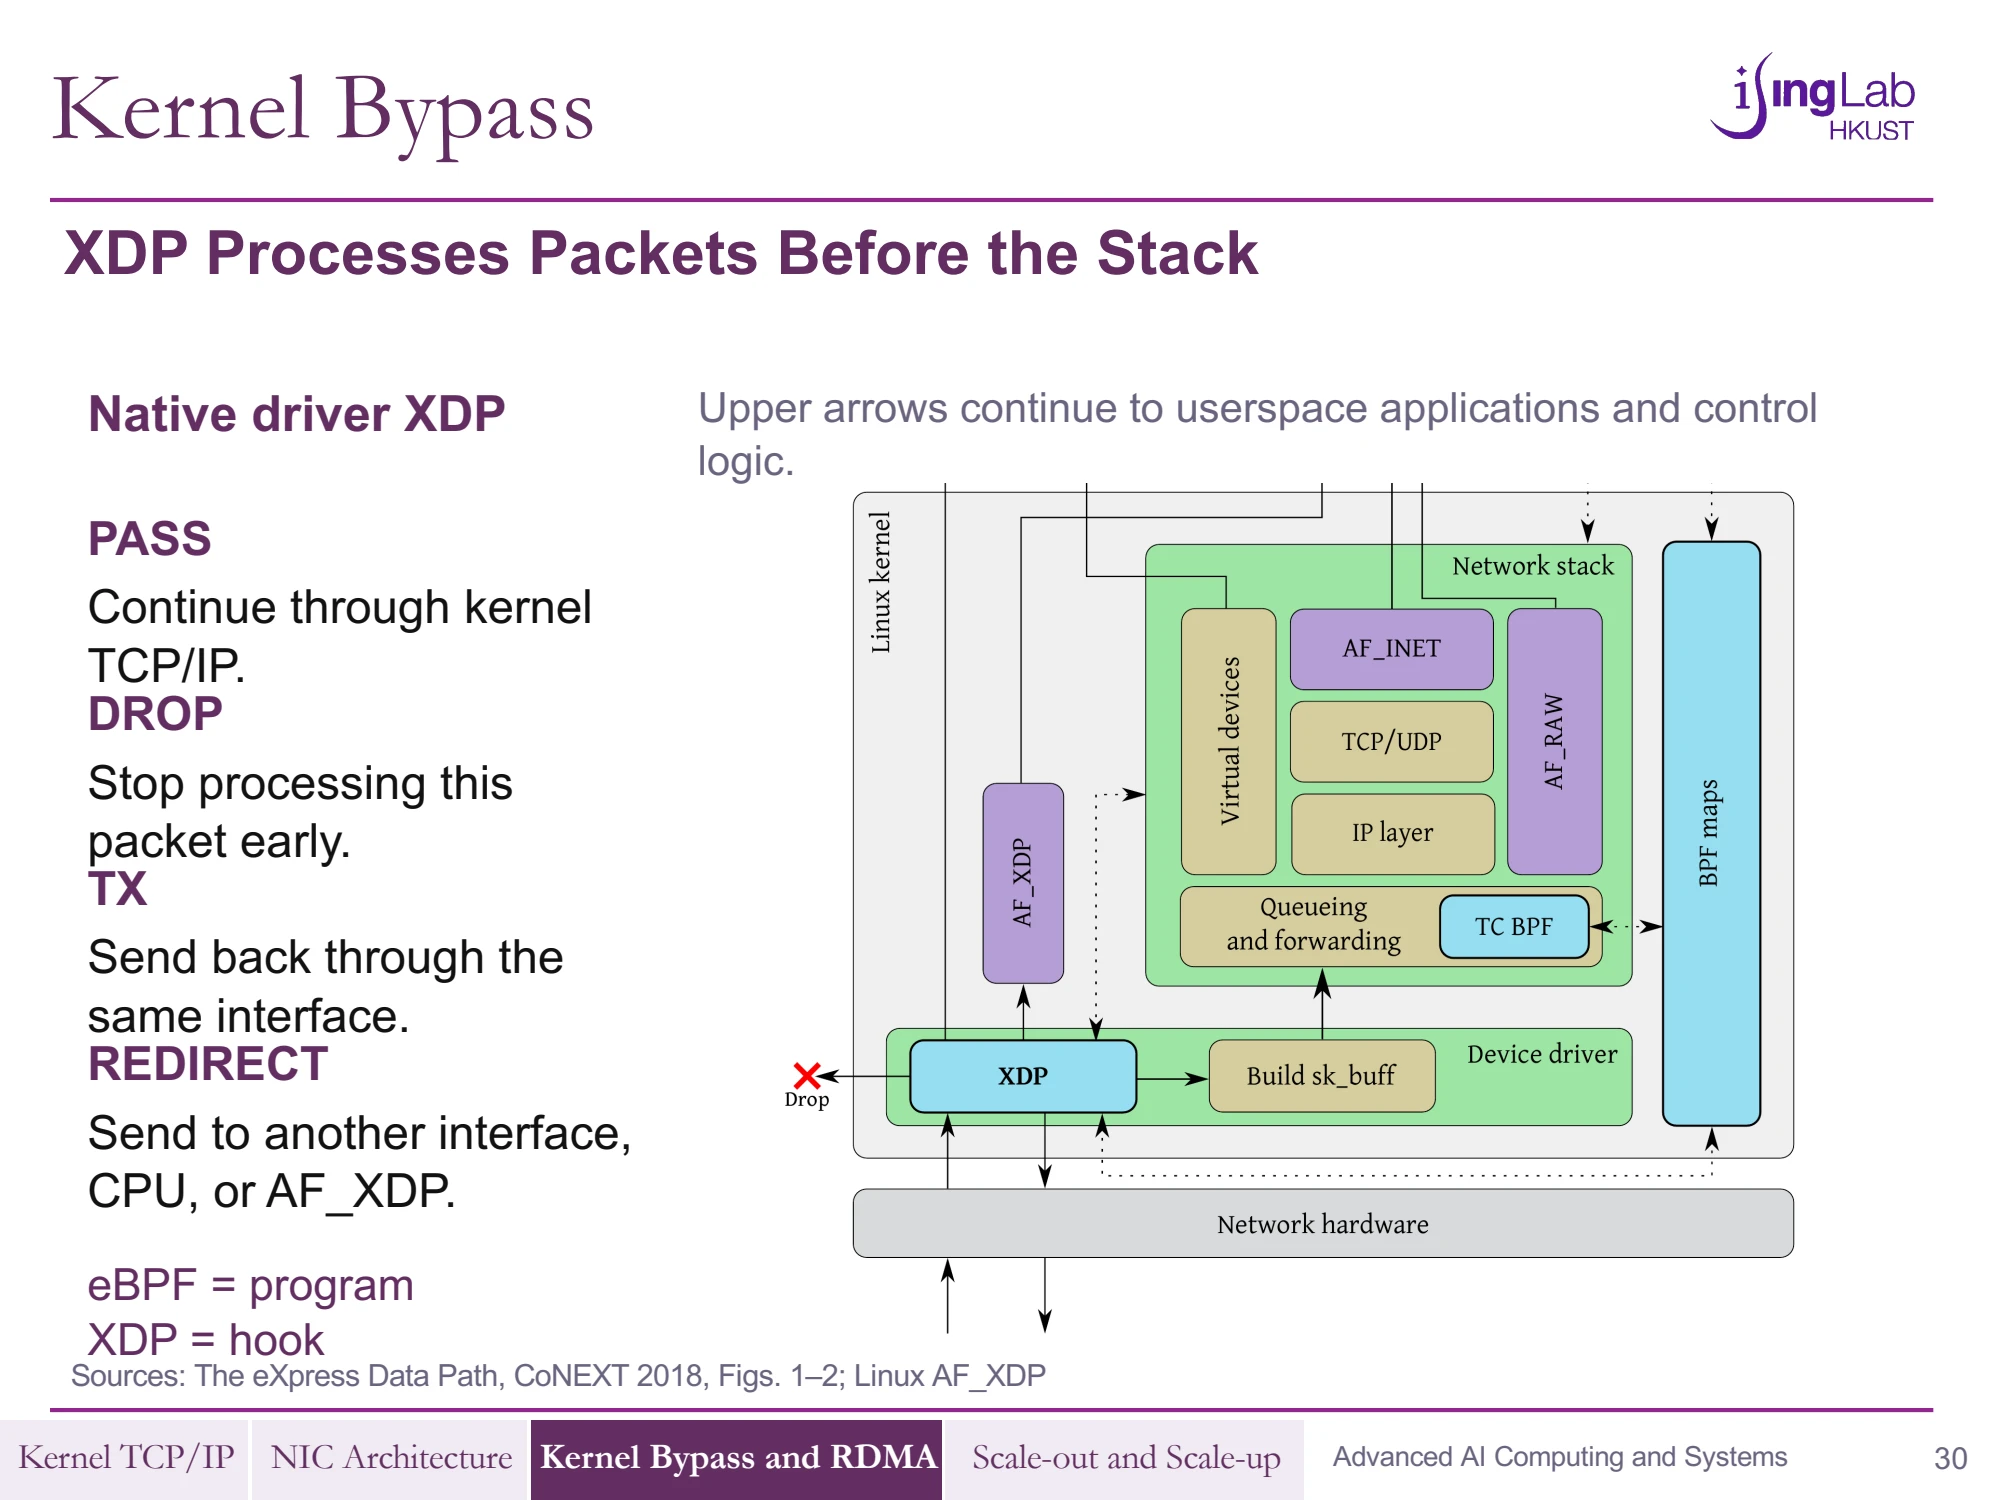 Kernel Bypass
isingLab
HKUST
XDP Processes Packets Before the Stack
Native driver XDP
PASS
Continue through kernel
TCP/IP.
DROP
Stop processing this
packet early.
TX
Send back through the
same interface.
REDIRECT
Send to another interface,
CPU, or AF_XDP.
eBPF = program
XDP = hook
Upper arrows continue to userspace applications and control
logic.
Linux kernel
Network stack
Virtual devices
AF_INET
TCP/UDP
IP layer
AF_RAW
BPF maps
AF_XDP
Queueing
and forwarding
TC BPF
Device driver
XDP
Build sk_buff
Drop
Network hardware
Sources: The eXpress Data Path, CoNEXT 2018, Figs. 1–2; Linux AF_XDP
Kernel TCP/IP
NIC Architecture
Kernel Bypass and RDMA
Scale-out and Scale-up
Advanced AI Computing and Systems
30